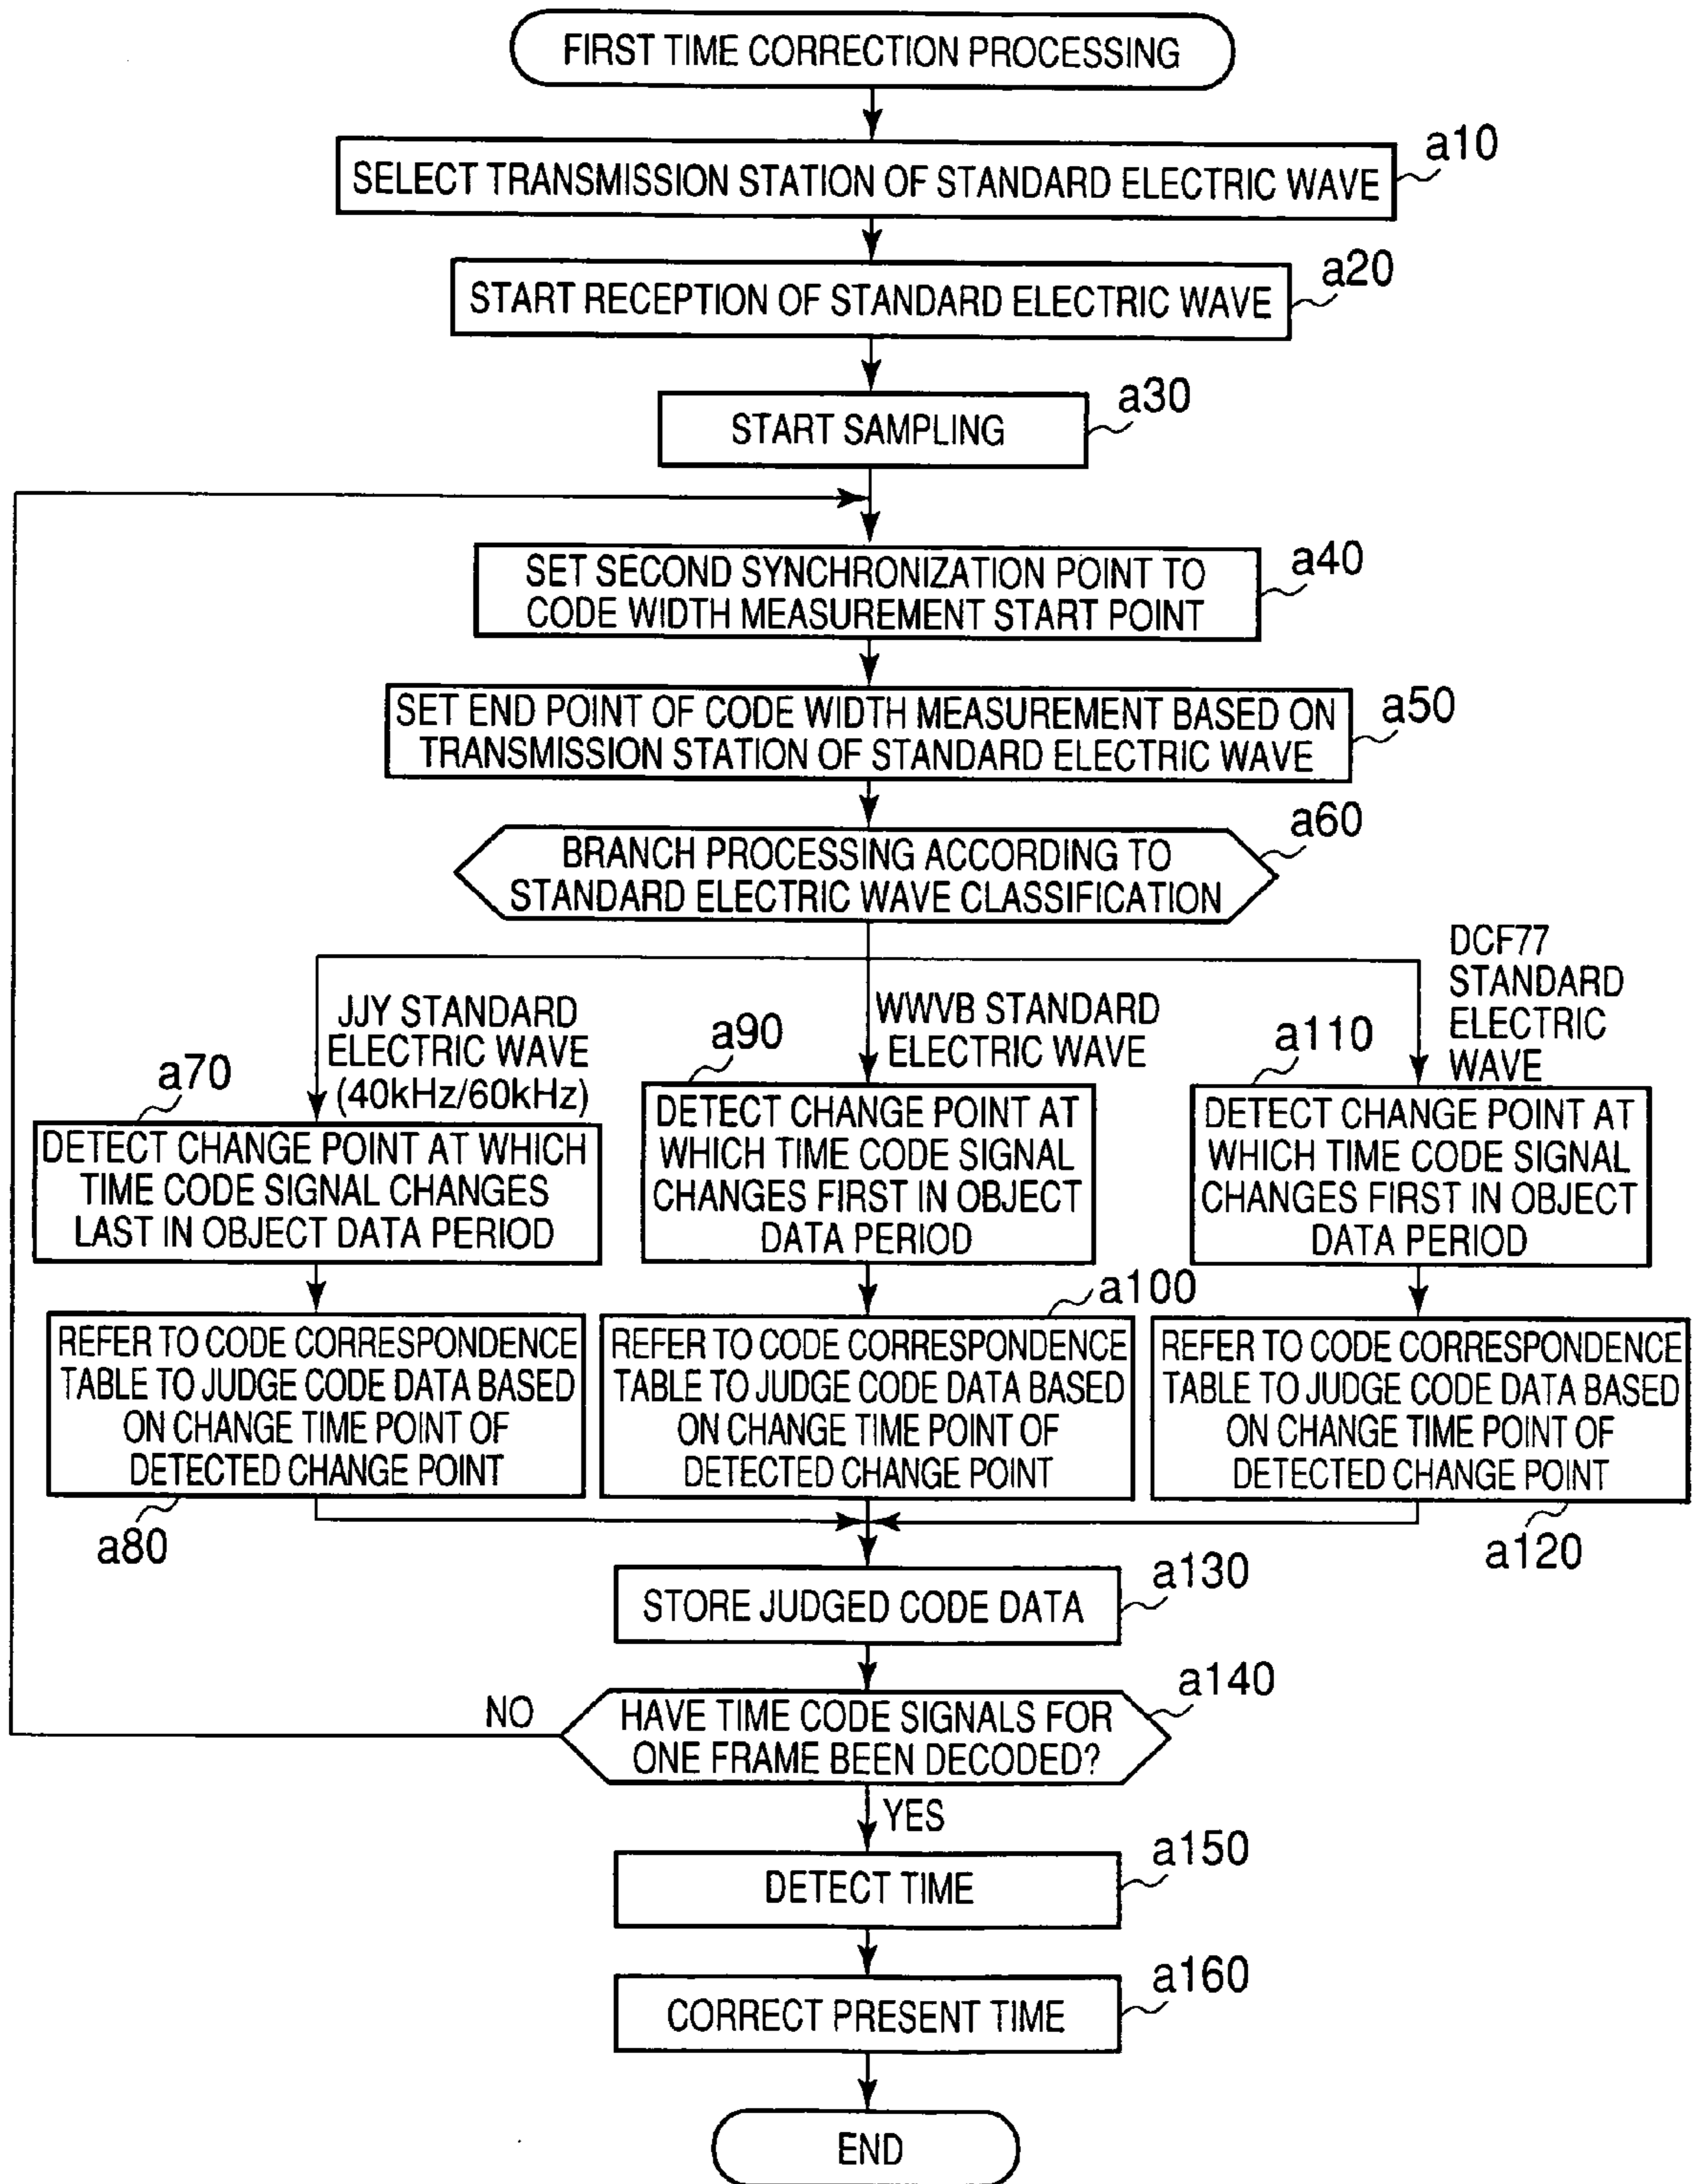 FIRST TIME CORRECTION PROCESSING
a10
SELECT TRANSMISSION STATION OF STANDARD ELECTRIC WAVE
a20
START RECEPTION OF STANDARD ELECTRIC WAVE
a30
START SAMPLING
a40
SET SECOND SYNCHRONIZATION POINT TO
CODE WIDTH MEASUREMENT START POINT
a50
SET END POINT OF CODE WIDTH MEASUREMENT BASED ON
TRANSMISSION STATION OF STANDARD ELECTRIC WAVE
a60
BRANCH PROCESSING ACCORDING TO
STANDARD ELECTRIC WAVE CLASSIFICATION
JJY STANDARD
ELECTRIC WAVE
(40kHz/60kHz)
a70
DETECT CHANGE POINT AT WHICH
TIME CODE SIGNAL CHANGES
LAST IN OBJECT DATA PERIOD
WWVB STANDARD
ELECTRIC WAVE
a90
DETECT CHANGE POINT AT
WHICH TIME CODE SIGNAL
CHANGES FIRST IN OBJECT
DATA PERIOD
DCF77
STANDARD
ELECTRIC
WAVE
a110
DETECT CHANGE POINT AT
WHICH TIME CODE SIGNAL
CHANGES FIRST IN OBJECT
DATA PERIOD
REFER TO CODE CORRESPONDENCE
TABLE TO JUDGE CODE DATA BASED
ON CHANGE TIME POINT OF
DETECTED CHANGE POINT
a80
a100
REFER TO CODE CORRESPONDENCE
TABLE TO JUDGE CODE DATA BASED
ON CHANGE TIME POINT OF
DETECTED CHANGE POINT
REFER TO CODE CORRESPONDENCE
TABLE TO JUDGE CODE DATA BASED
ON CHANGE TIME POINT OF
DETECTED CHANGE POINT
a120
a130
STORE JUDGED CODE DATA
a140
HAVE TIME CODE SIGNALS FOR
ONE FRAME BEEN DECODED?
NO
YES
a150
DETECT TIME
a160
CORRECT PRESENT TIME
END